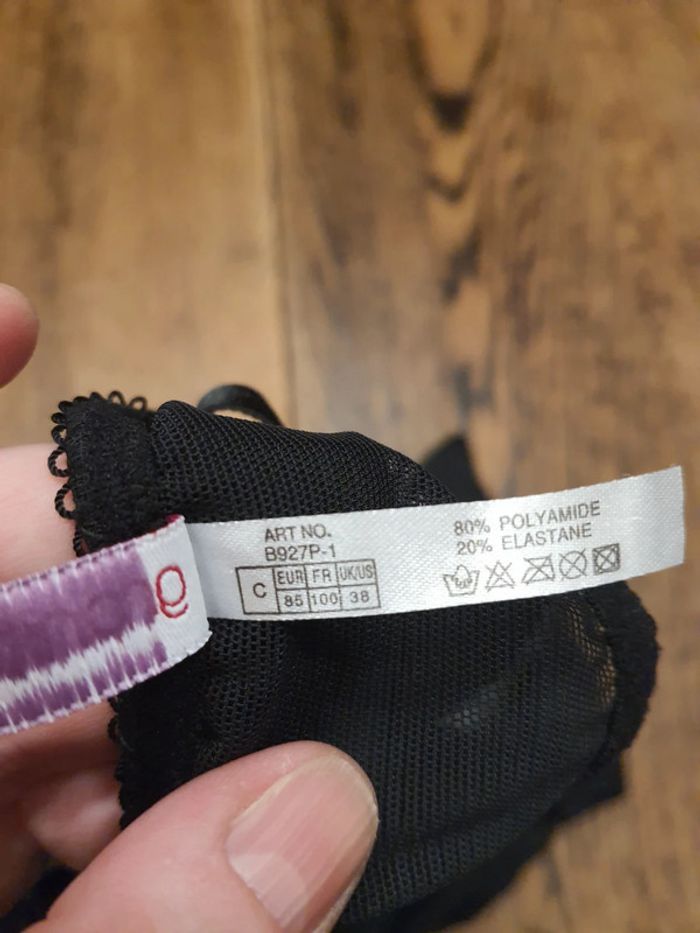 ART NO.
B927P-1
C EUR FR UK/US
85 100 38
80% POLYAMIDE
20% ELASTANE